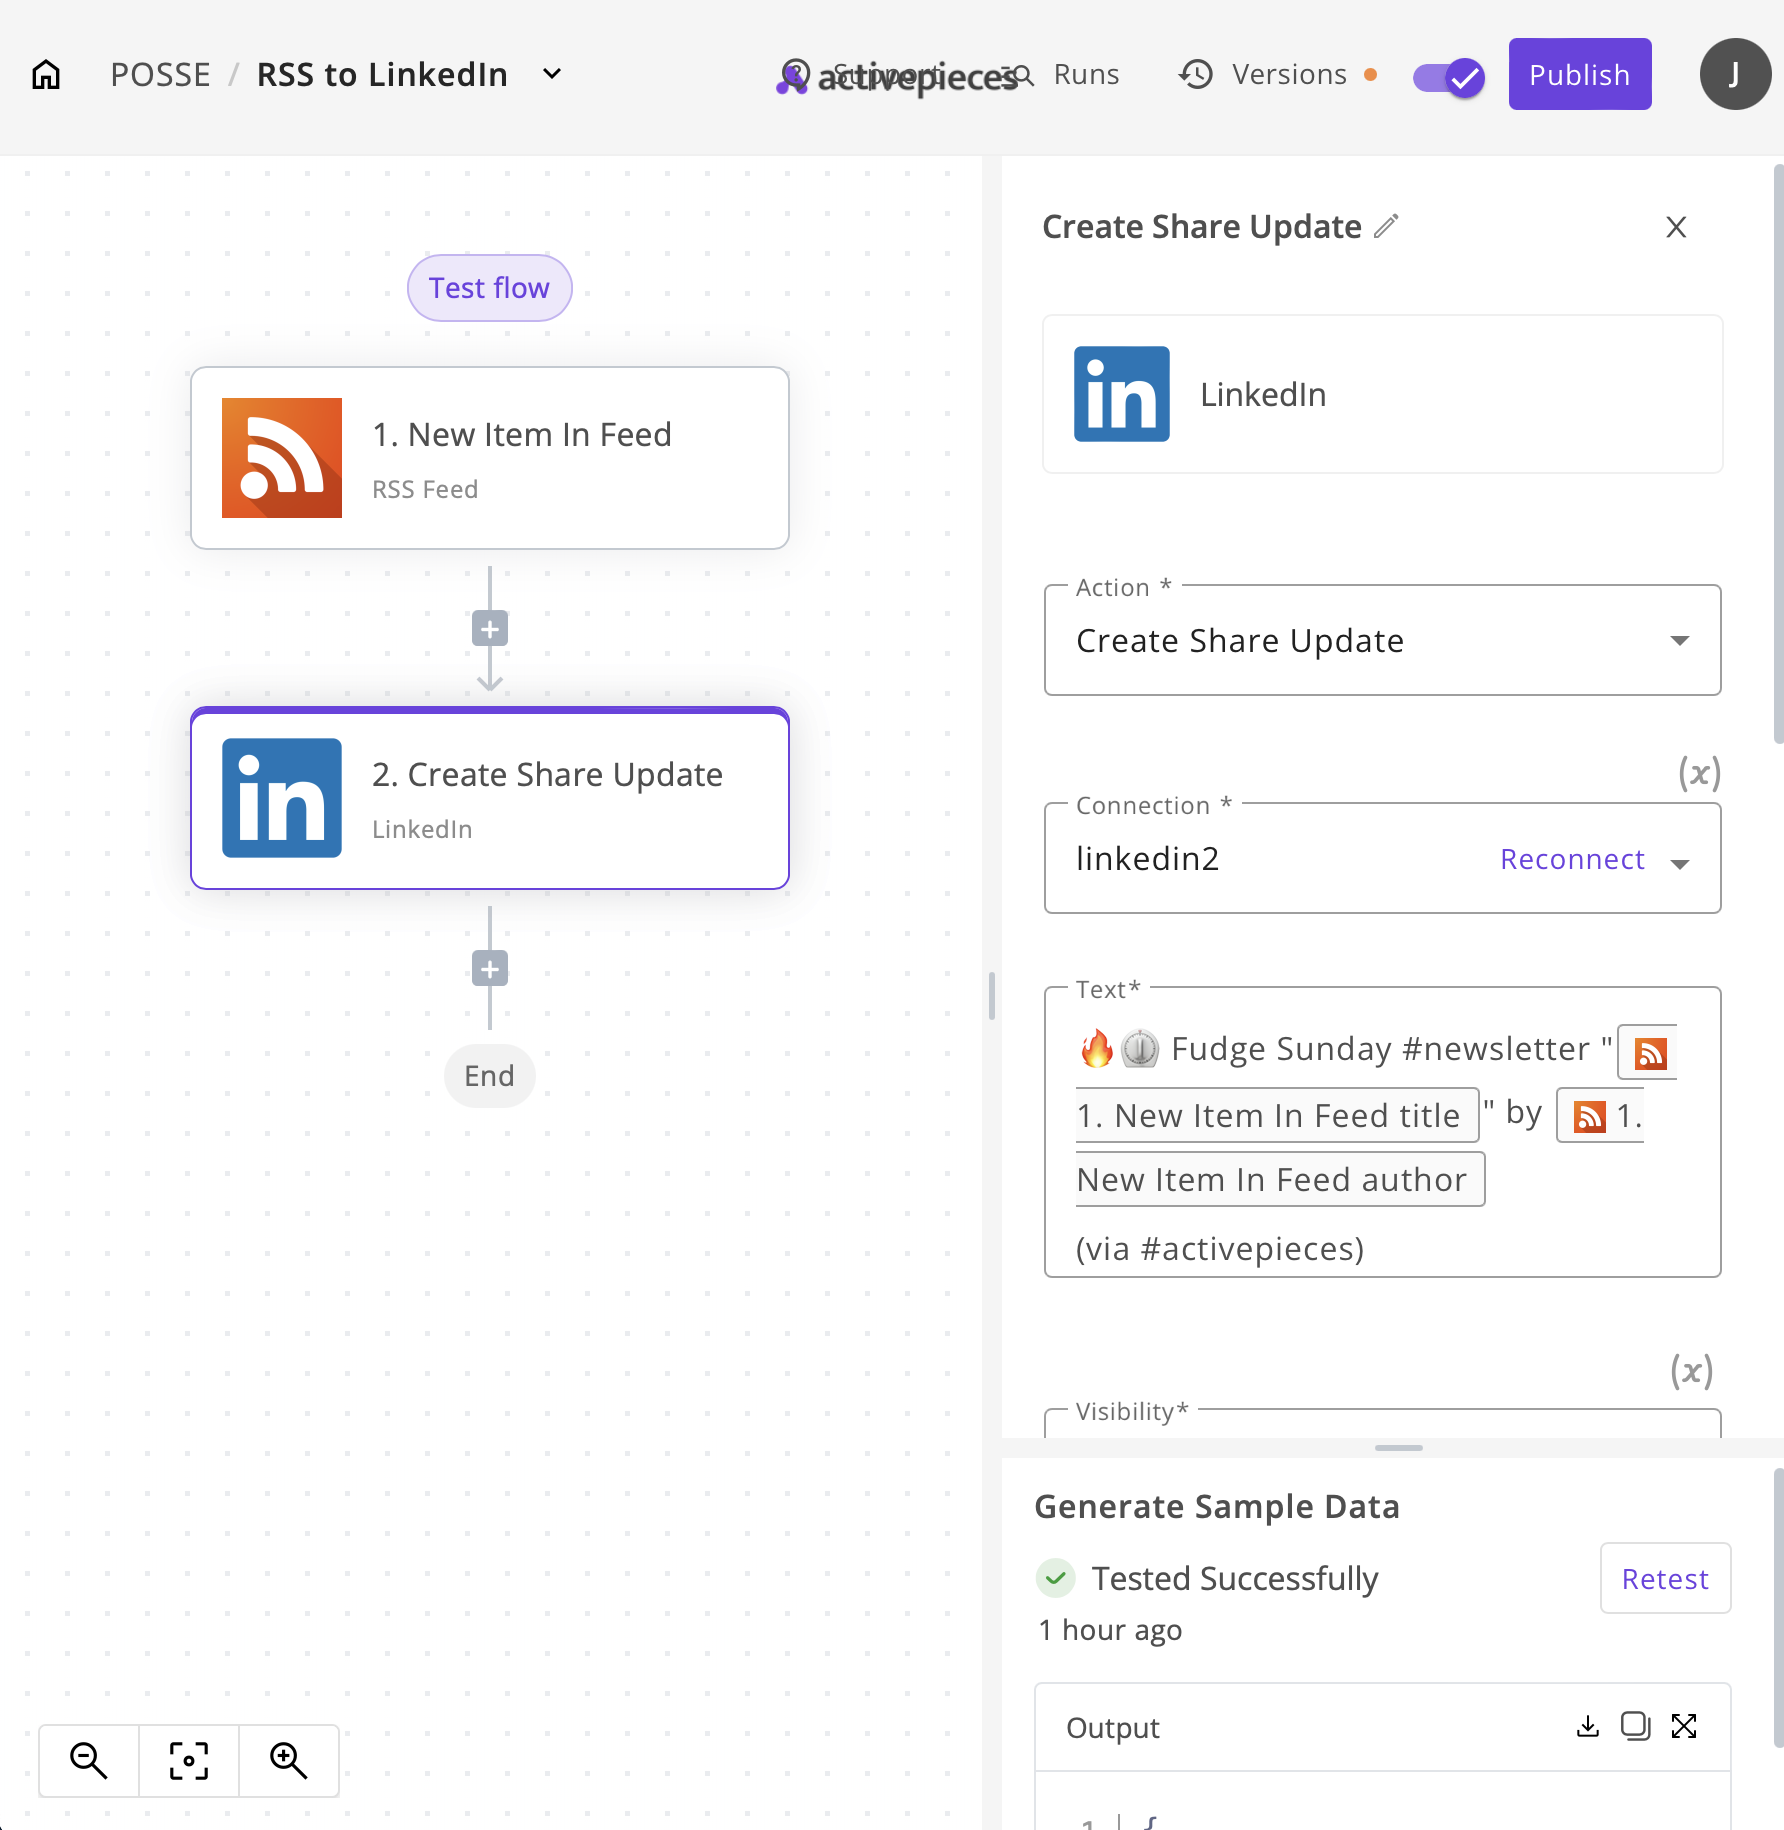 POSSE / RSS to LinkedIn
Support
activepieces
Runs
Versions
Publish
J
Test flow
1. New Item In Feed
RSS Feed
2. Create Share Update
LinkedIn
End
Create Share Update
X
in LinkedIn
Action *
Create Share Update
(x)
Connection *
linkedin2
Reconnect
Text*
🔥⏲️ Fudge Sunday #newsletter "
1. New Item In Feed title " by 1.
New Item In Feed author
(via #activepieces)
(x)
Visibility*
Generate Sample Data
Tested Successfully
Retest
1 hour ago
Output
1 {